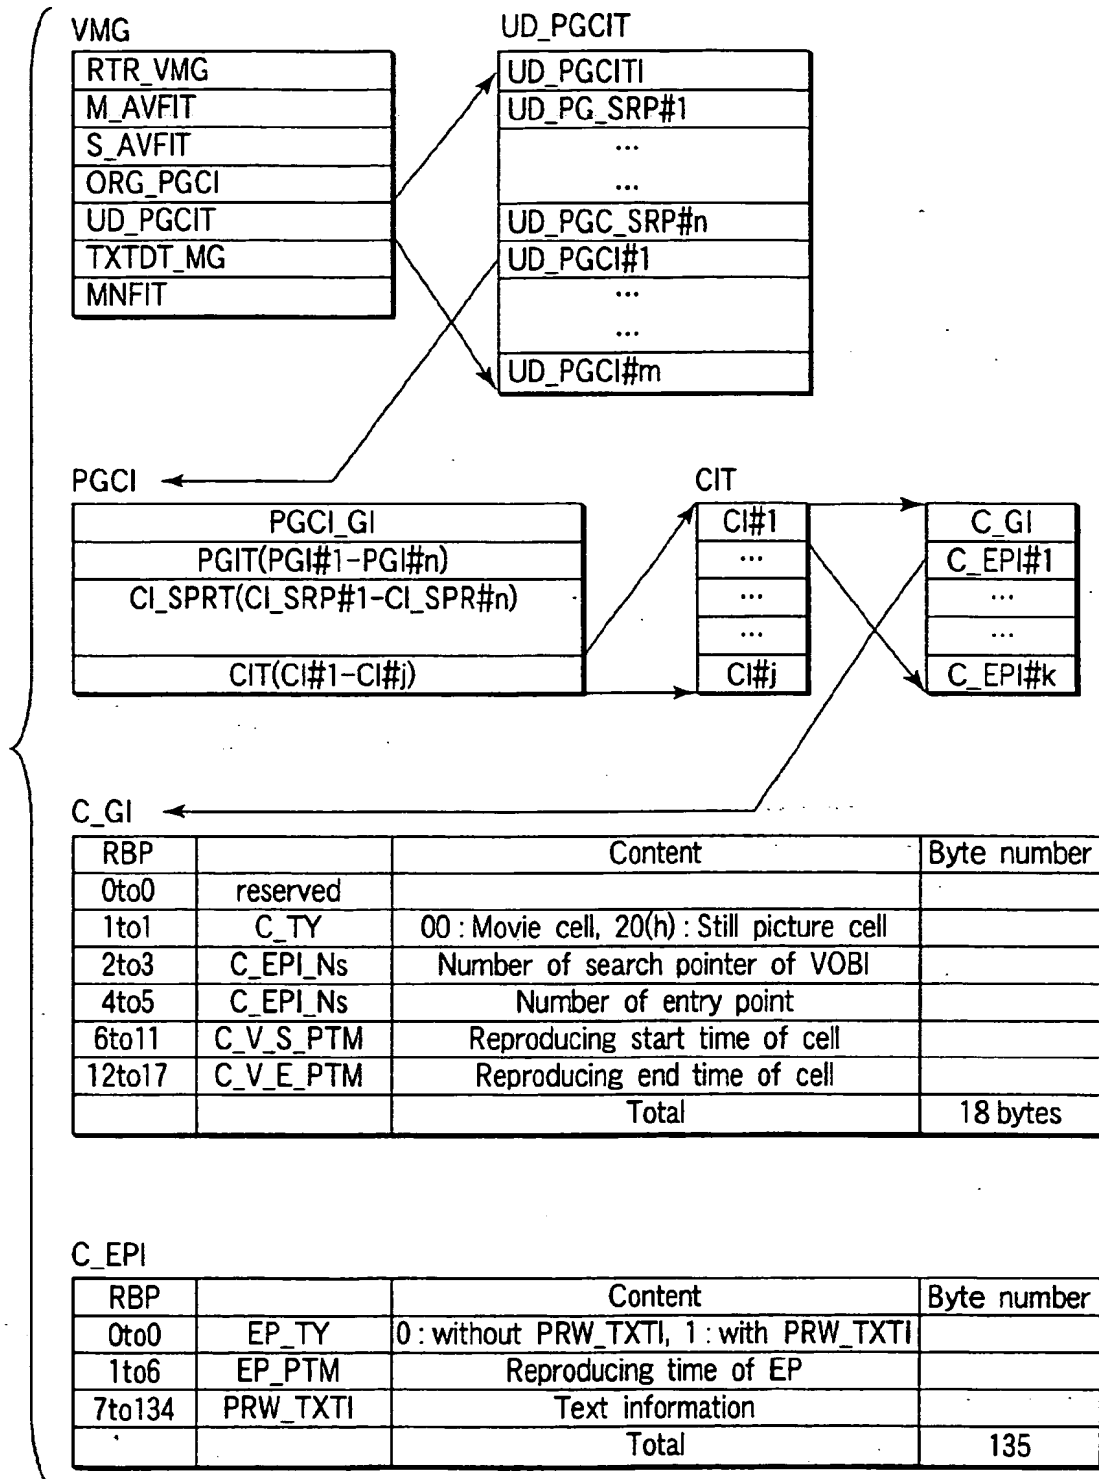 VMG
RTR_VMG
M_AVFIT
S_AVFIT
ORG_PGCI
UD_PGCIT
TXTDT_MG
MNFIT
UD_PGCIT
UD_PGCITI
UD_PG_SRP#1
...
...
UD_PGC_SRP#n
UD_PGCI#1
...
...
UD_PGCI#m
PGCI
PGCI_GI
PGIT(PGI#1-PGI#n)
CI_SPRT(CI_SRP#1-CI_SPR#n)
CIT(CI#1-CI#j)
CIT
CI#1
...
...
...
CI#j
C_GI
C_EPI#1
...
...
C_EPI#k
C_GI
RBP Content Byte number
0to0 reserved
1to1 C_TY 00 : Movie cell, 20(h) : Still picture cell
2to3 C_EPI_Ns Number of search pointer of VOBI
4to5 C_EPI_Ns Number of entry point
6to11 C_V_S_PTM Reproducing start time of cell
12to17 C_V_E_PTM Reproducing end time of cell
Total 18 bytes
C_EPI
RBP Content Byte number
0to0 EP_TY 0 : without PRW_TXTI, 1 : with PRW_TXTI
1to6 EP_PTM Reproducing time of EP
7to134 PRW_TXTI Text information
Total 135